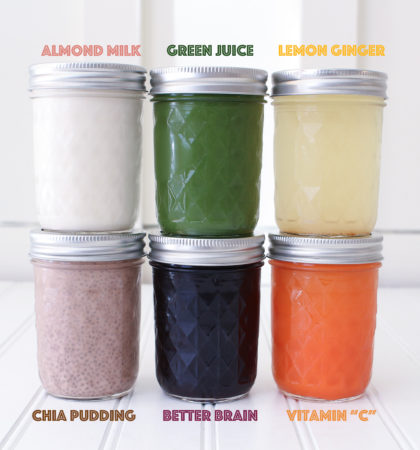 ALMOND MILK GREEN JUICE LEMON GINGER
CHIA PUDDING BETTER BRAIN VITAMIN "C"